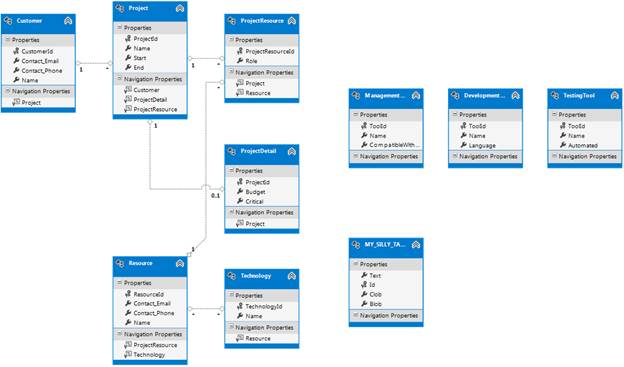 Customer
Properties
CustomerId
Contact_Email
Contact_Phone
Name
Navigation Properties
Project
1
*
Project
Properties
ProjectId
Name
Start
End
Navigation Properties
Customer
ProjectDetail
ProjectResource
1
*
1
ProjectResource
Properties
ProjectResourceId
Role
Navigation Properties
Project
Resource
*
ProjectDetail
Properties
ProjectId
Budget
Critical
Navigation Properties
Project
0..1
1
Resource
Properties
ResourceId
Contact_Email
Contact_Phone
Name
Navigation Properties
ProjectResource
Technology
*
*
Technology
Properties
TechnologyId
Name
Navigation Properties
Resource
Management...
Properties
ToolId
Name
CompatibleWith...
Navigation Properties
Development...
Properties
ToolId
Name
Language
Navigation Properties
TestingTool
Properties
ToolId
Name
Automated
Navigation Properties
MY_SILLY_TA...
Properties
Text
Id
Clob
Blob
Navigation Properties